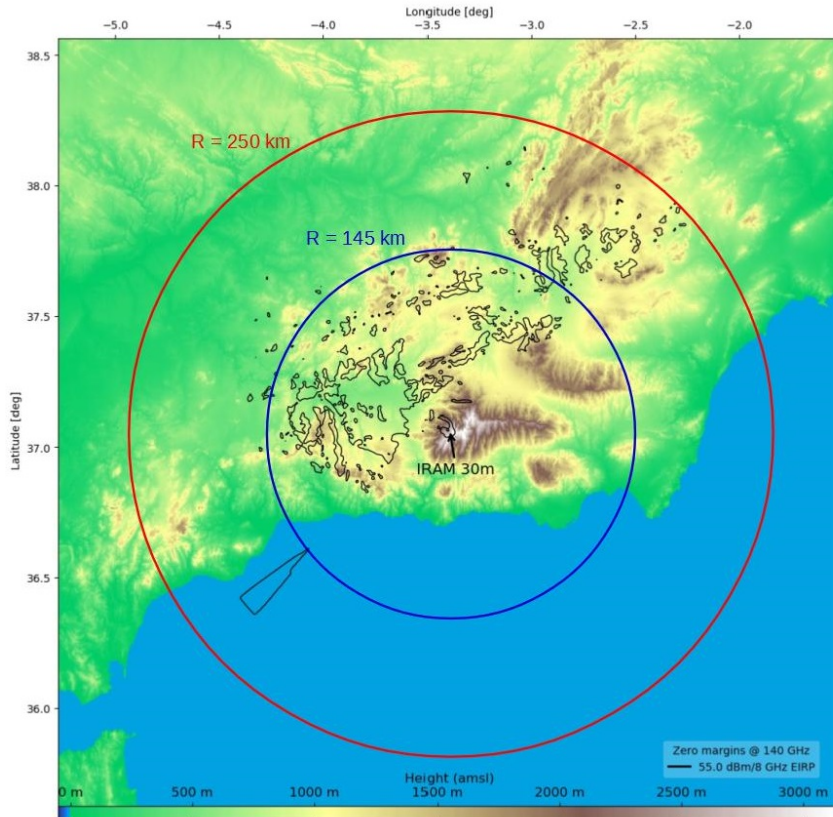 Longitude [deg]
−5.0 −4.5 −4.0 −3.5 −3.0 −2.5 −2.0
38.5
R = 250 km
38.0
R = 145 km
37.5
Latitude [deg]
37.0
IRAM 30m
36.5
36.0
Zero margins @ 140 GHz
55.0 dBm/8 GHz EIRP
Height (amsl)
0 m 500 m 1000 m 1500 m 2000 m 2500 m 3000 m